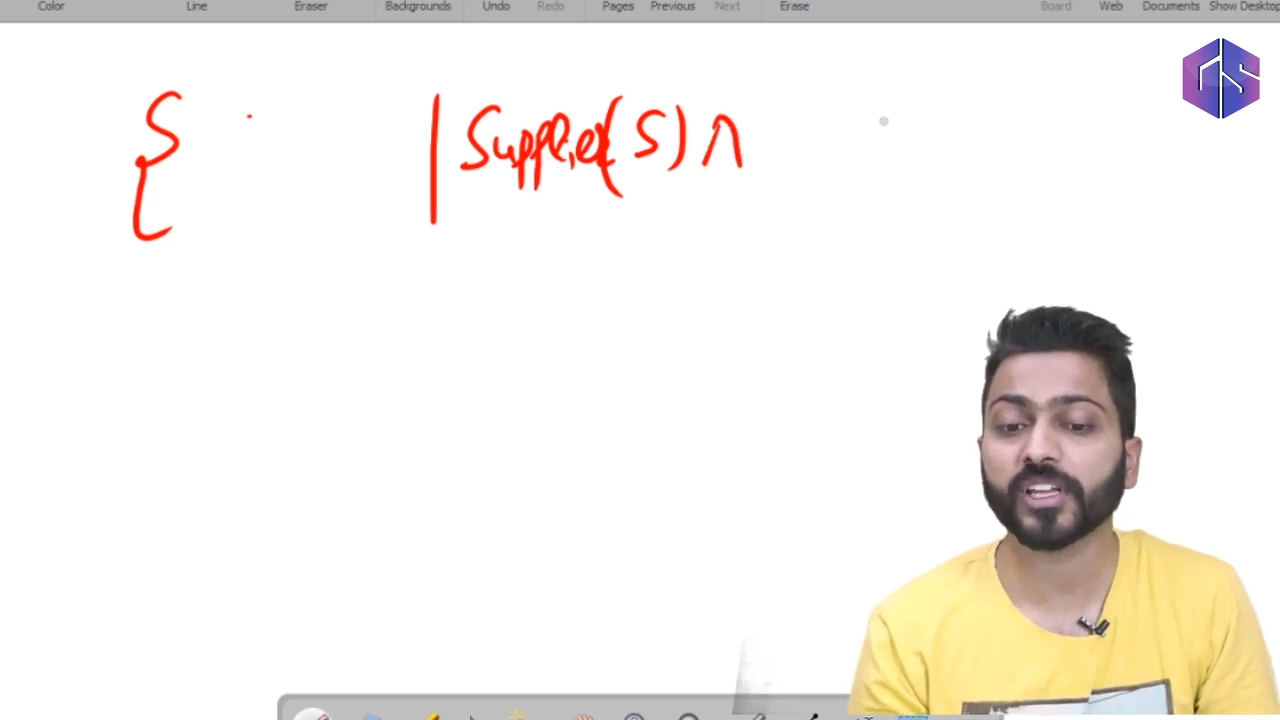 Color Line Eraser Backgrounds Undo Redo Pages Previous Next Erase Board Web Documents Show Desktop
{ | Supplier(S) ∧